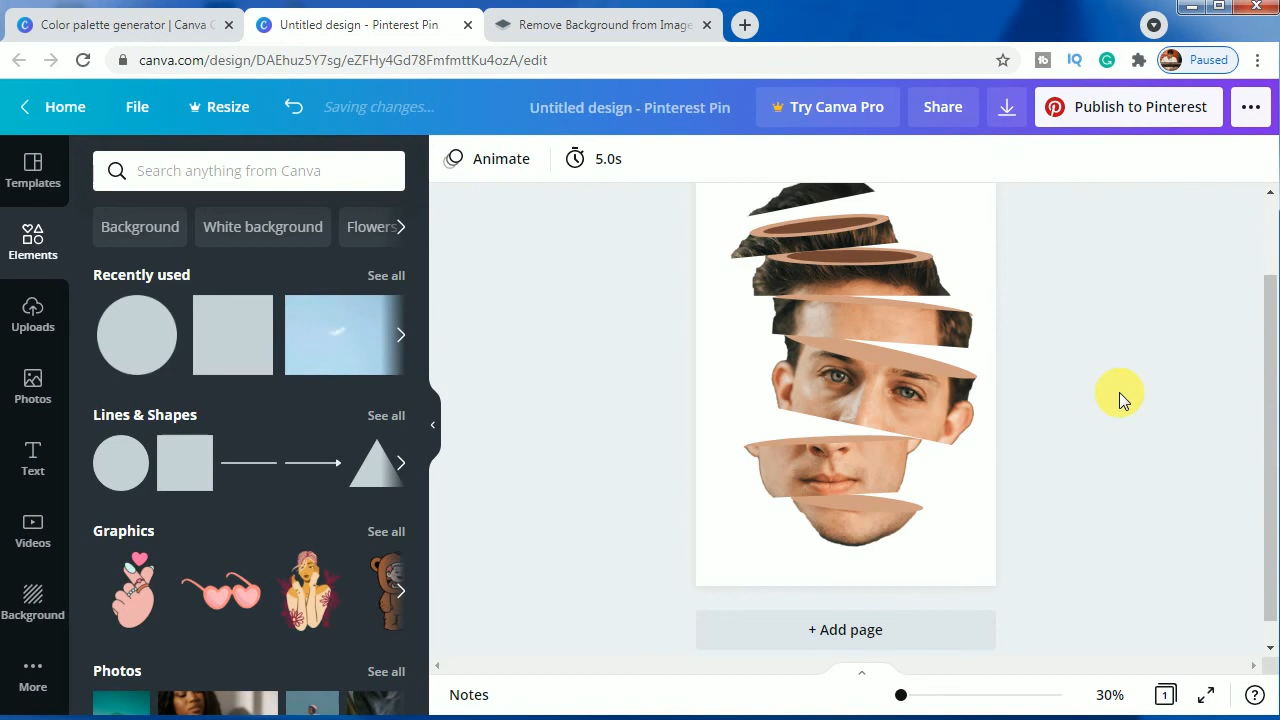 Color palette generator | Canva C
Untitled design - Pinterest Pin
Remove Background from Image
canva.com/design/DAEhuz5Y7sg/eZFHy4Gd78FmfmtKu4ozA/edit
tb
IQ
G
Paused
Home
File
Resize
Saving changes...
Untitled design - Pinterest Pin
Try Canva Pro
Share
Publish to Pinterest
Templates
Elements
Uploads
Photos
Text
Videos
Background
More
Search anything from Canva
Background
White background
Flowers
Recently used
See all
Lines & Shapes
See all
Graphics
See all
Photos
See all
Animate
5.0s
+ Add page
Notes
30%
1